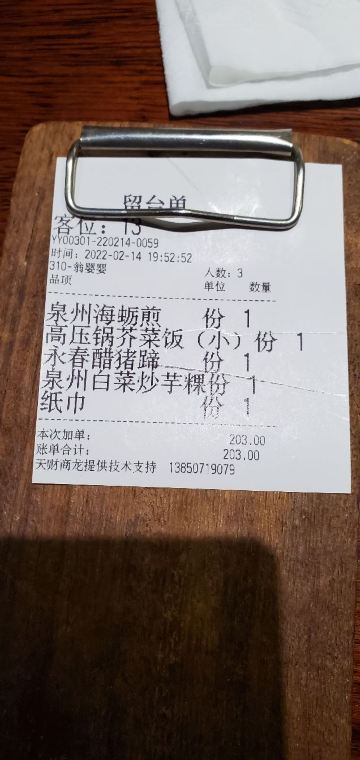 留台单
客位: 13
YY00301-220214-0059
时间: 2022-02-14 19:52:52
310-翁婴婴 人数: 3
品项 单位 数量
泉州海蛎煎 份 1
高压锅芥菜饭（小）份 1
永春醋猪蹄 份 1
泉州白菜炒芋粿份 1
纸巾 份 1
本次加单: 203.00
账单合计: 203.00
天财商龙提供技术支持 13850719079